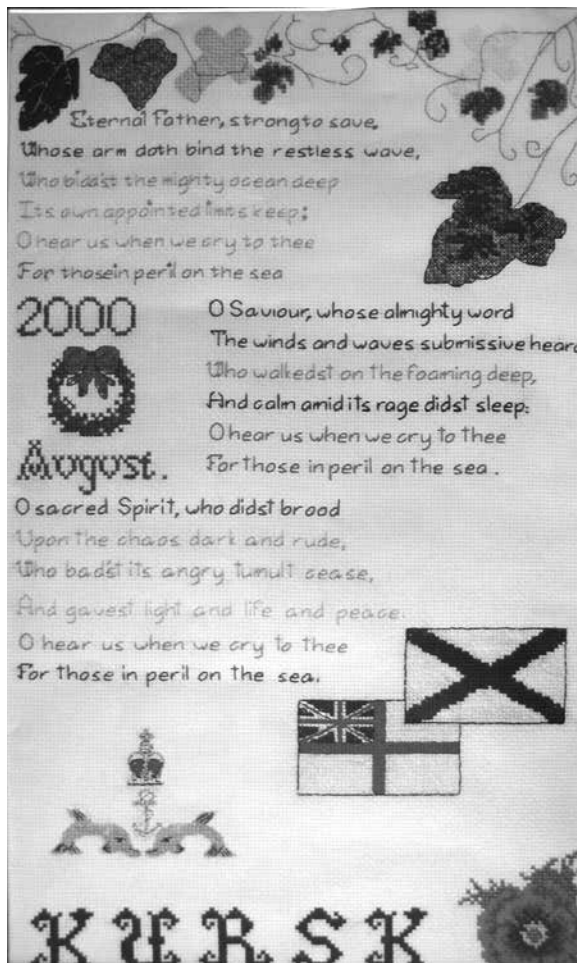 Eternal Father, strong to save,
Whose arm doth bind the restless wave,
Who bidd'st the mighty ocean deep
Its own appointed limits keep;
O hear us when we cry to thee
For those in peril on the sea
2000
August.
O Saviour, whose almighty word
The winds and waves submissive heard
Who walkedst on the foaming deep,
And calm amid its rage didst sleep:
O hear us when we cry to thee
For those in peril on the sea.
O sacred Spirit, who didst brood
Upon the chaos dark and rude,
Who bad'st its angry tumult cease,
And gavest light and life and peace.
O hear us when we cry to thee
For those in peril on the sea.
KURSK